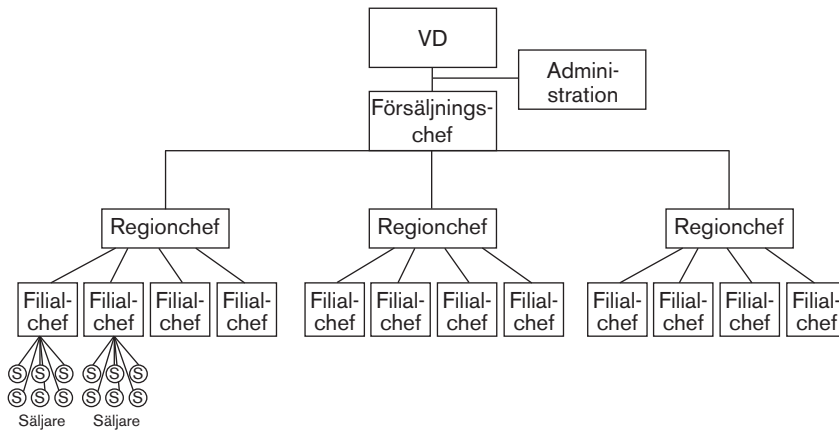 VD
Admini-
stration
Försäljnings-
chef
Regionchef
Regionchef
Regionchef
Filial-
chef
Filial-
chef
Filial-
chef
Filial-
chef
Filial-
chef
Filial-
chef
Filial-
chef
Filial-
chef
Filial-
chef
Filial-
chef
Filial-
chef
Filial-
chef
S S S S S S
S S S S S S
Säljare Säljare